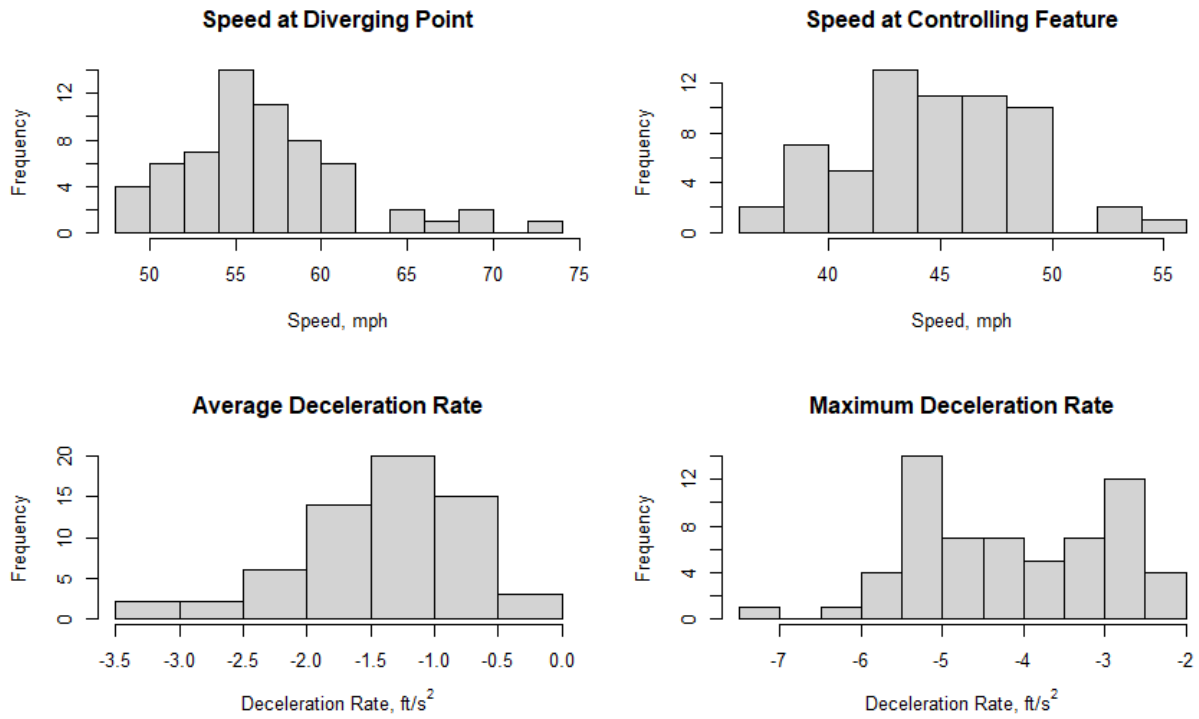 Speed at Diverging Point
Frequency
0 4 8 12
50 55 60 65 70 75
Speed, mph
Speed at Controlling Feature
Frequency
0 4 8 12
40 45 50 55
Speed, mph
Average Deceleration Rate
Frequency
0 5 10 15 20
-3.5 -3.0 -2.5 -2.0 -1.5 -1.0 -0.5 0.0
Deceleration Rate, ft/s²
Maximum Deceleration Rate
Frequency
0 4 8 12
-7 -6 -5 -4 -3 -2
Deceleration Rate, ft/s²